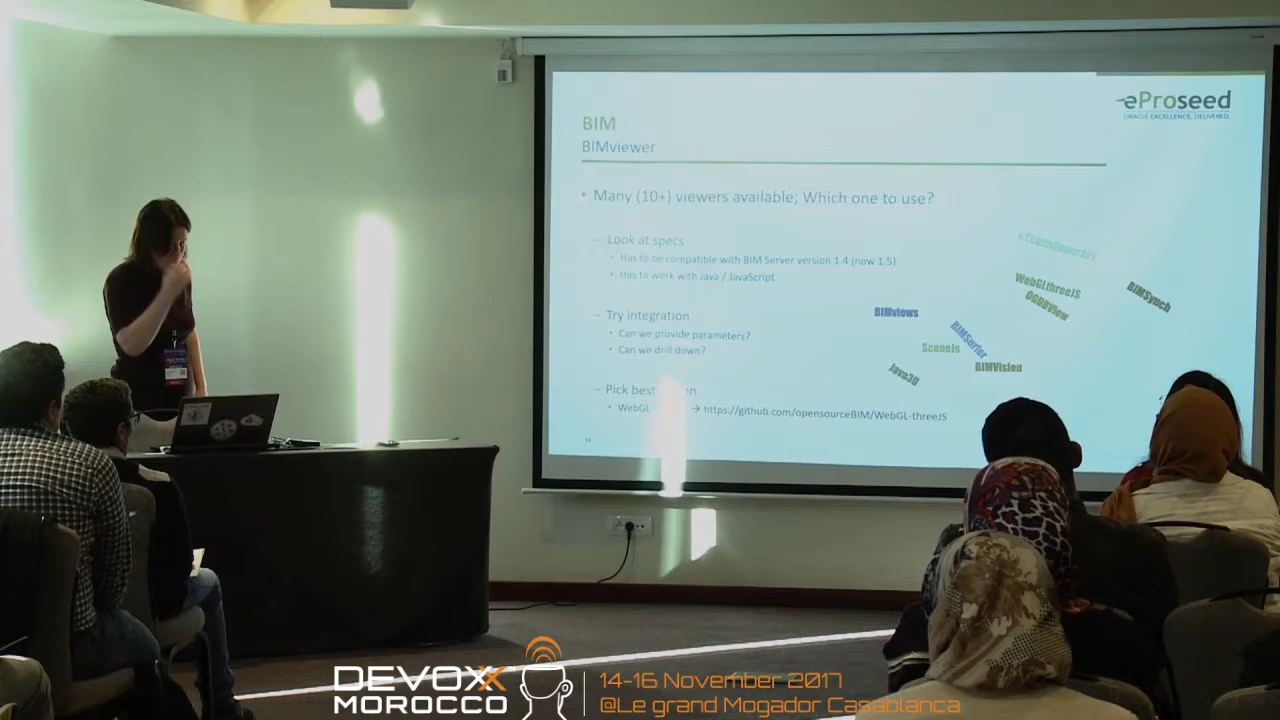 eProseed
ORACLE EXCELLENCE, DELIVERED.
BIM
BIMviewer
• Many (10+) viewers available; Which one to use?
– Look at specs
• Has to be compatible with BIM Server version 1.4 (now 1.5)
• Has to work with Java / JavaScript
– Try integration
• Can we provide parameters?
• Can we drill down?
– Pick best
• WebGL → https://github.com/opensourceBIM/WebGL-threeJS
WebGLthreeJS
OGDBView
BIMSynch
BIMviews
BIMSurfer
SceneJs
BIMVision
Java3D
14
DEVOXX
MOROCCO
14-16 November 2017
@Le grand Mogador Casablanca